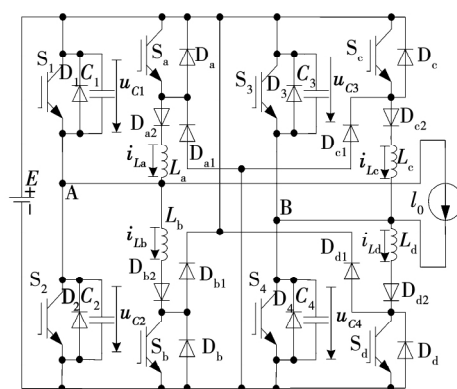 S1 D1 C1 uC1 Sa Da S3 D3 C3 uC3 Sc Dc
Da2 Da1 Dc1 Dc2
iLa La iLc Lc
E + − A B l0
iLb Lb iLd Ld
Db2 Db1 Dd1 Dd2
S2 D2 C2 uC2 Sb Db S4 D4 C4 uC4 Sd Dd